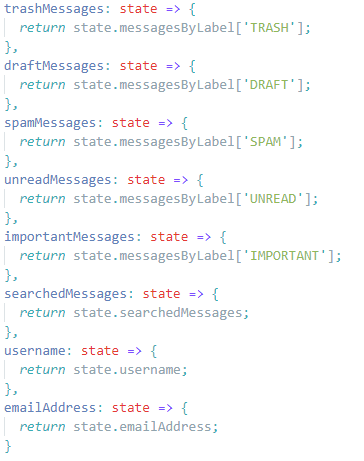 trashMessages: state => {
  return state.messagesByLabel['TRASH'];
},
draftMessages: state => {
  return state.messagesByLabel['DRAFT'];
},
spamMessages: state => {
  return state.messagesByLabel['SPAM'];
},
unreadMessages: state => {
  return state.messagesByLabel['UNREAD'];
},
importantMessages: state => {
  return state.messagesByLabel['IMPORTANT'];
},
searchedMessages: state => {
  return state.searchedMessages;
},
username: state => {
  return state.username;
},
emailAddress: state => {
  return state.emailAddress;
}